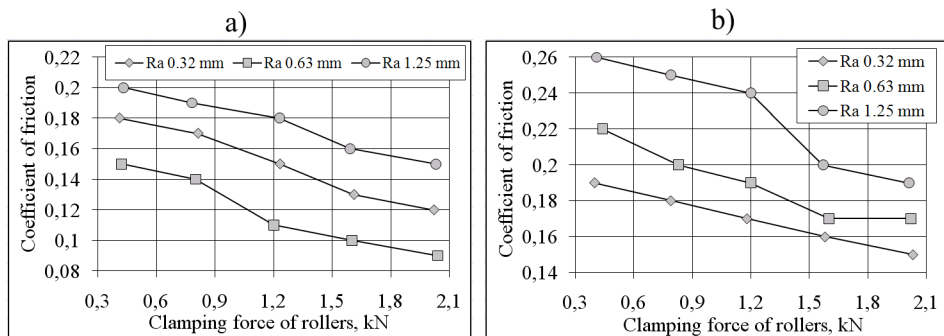 a)
Ra 0.32 mm Ra 0.63 mm Ra 1.25 mm
Coefficient of friction
0,22
0,2
0,18
0,16
0,14
0,12
0,1
0,08
0,3 0,6 0,9 1,2 1,5 1,8 2,1
Clamping force of rollers, kN
b)
Ra 0.32 mm
Ra 0.63 mm
Ra 1.25 mm
Coefficient of friction
0,26
0,24
0,22
0,2
0,18
0,16
0,14
0,3 0,6 0,9 1,2 1,5 1,8 2,1
Clamping force of rollers, kN